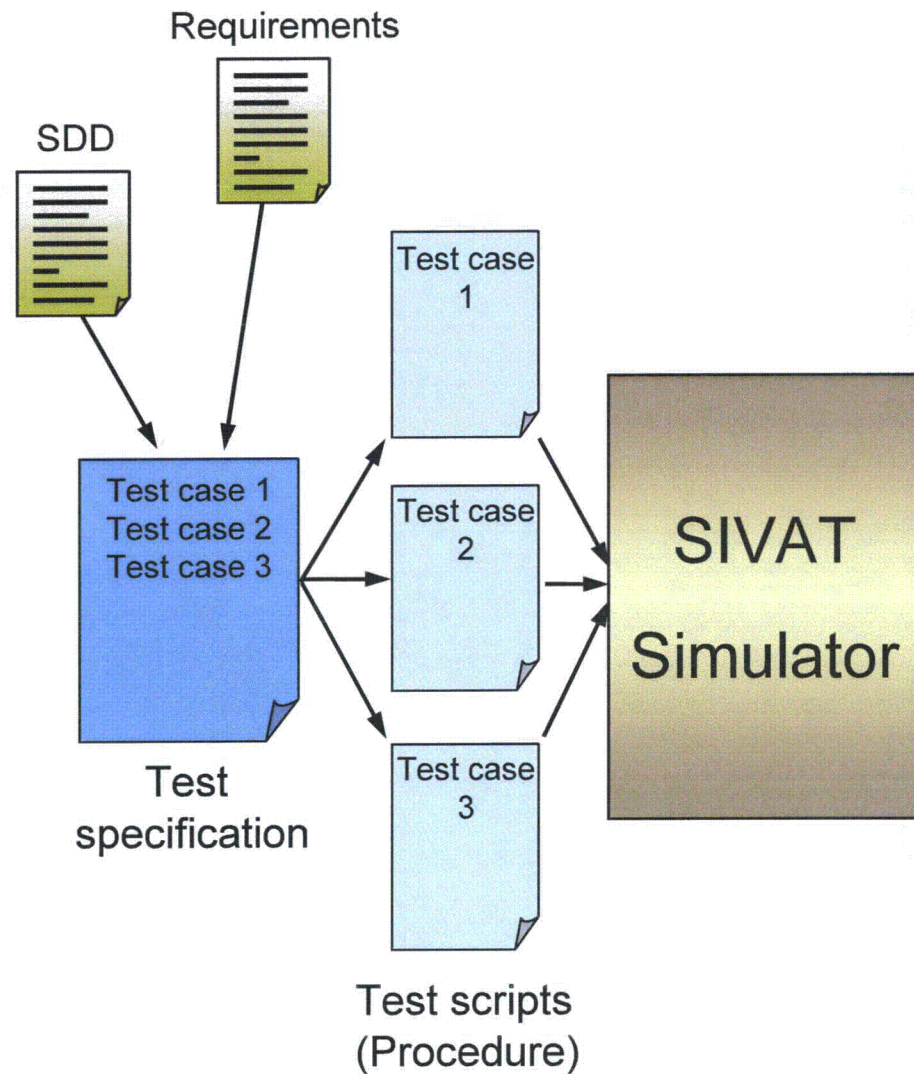 Requirements
SDD
Test case 1
Test case 2
Test case 3
Test
specification
Test case
1
Test case
2
Test case
3
Test scripts
(Procedure)
SIVAT
Simulator